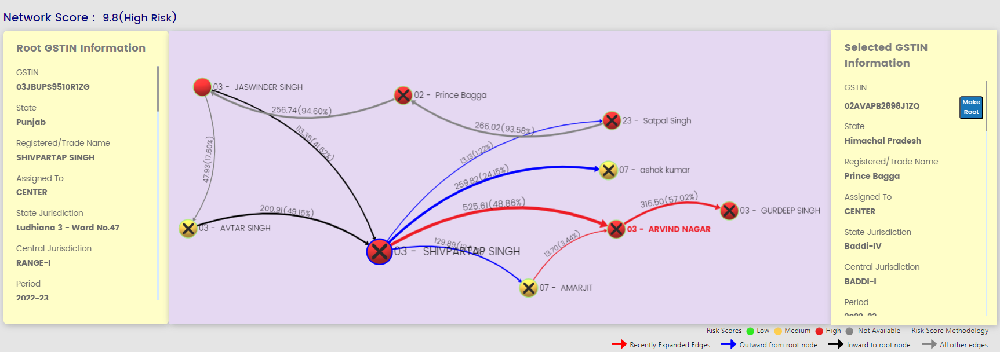 Network Score : 9.8(High Risk)
Root GSTIN Information
GSTIN
03JBUPS9510R1ZG
State
Punjab
Registered/Trade Name
SHIVPARTAP SINGH
Assigned To
CENTER
State Jurisdiction
Ludhiana 3 - Ward No.47
Central Jurisdiction
RANGE-I
Period
2022-23
03 - JASWINDER SINGH
02 - Prince Bagga
256.74(94.60%)
23 - Satpal Singh
266.02(93.58%)
113.35(41.62%)
47.93(17.60%)
13.13(1.22%)
07 - ashok kumar
259.82(24.15%)
525.61(48.86%)
316.50(57.02%)
03 - GURDEEP SINGH
200.91(49.16%)
03 - AVTAR SINGH
03 - ARVIND NAGAR
13.70(3.44%)
129.89
03 - SHIVPARTAP SINGH
07 - AMARJIT
Selected GSTIN
Information
GSTIN
02AVAPB2898J1ZQ
Make
Root
State
Himachal Pradesh
Registered/Trade Name
Prince Bagga
Assigned To
CENTER
State Jurisdiction
Baddi-IV
Central Jurisdiction
BADDI-I
Period
2022-23
Risk Scores Low Medium High Not Available Risk Score Methodology
Recently Expanded Edges Outward from root node Inward to root node All other edges